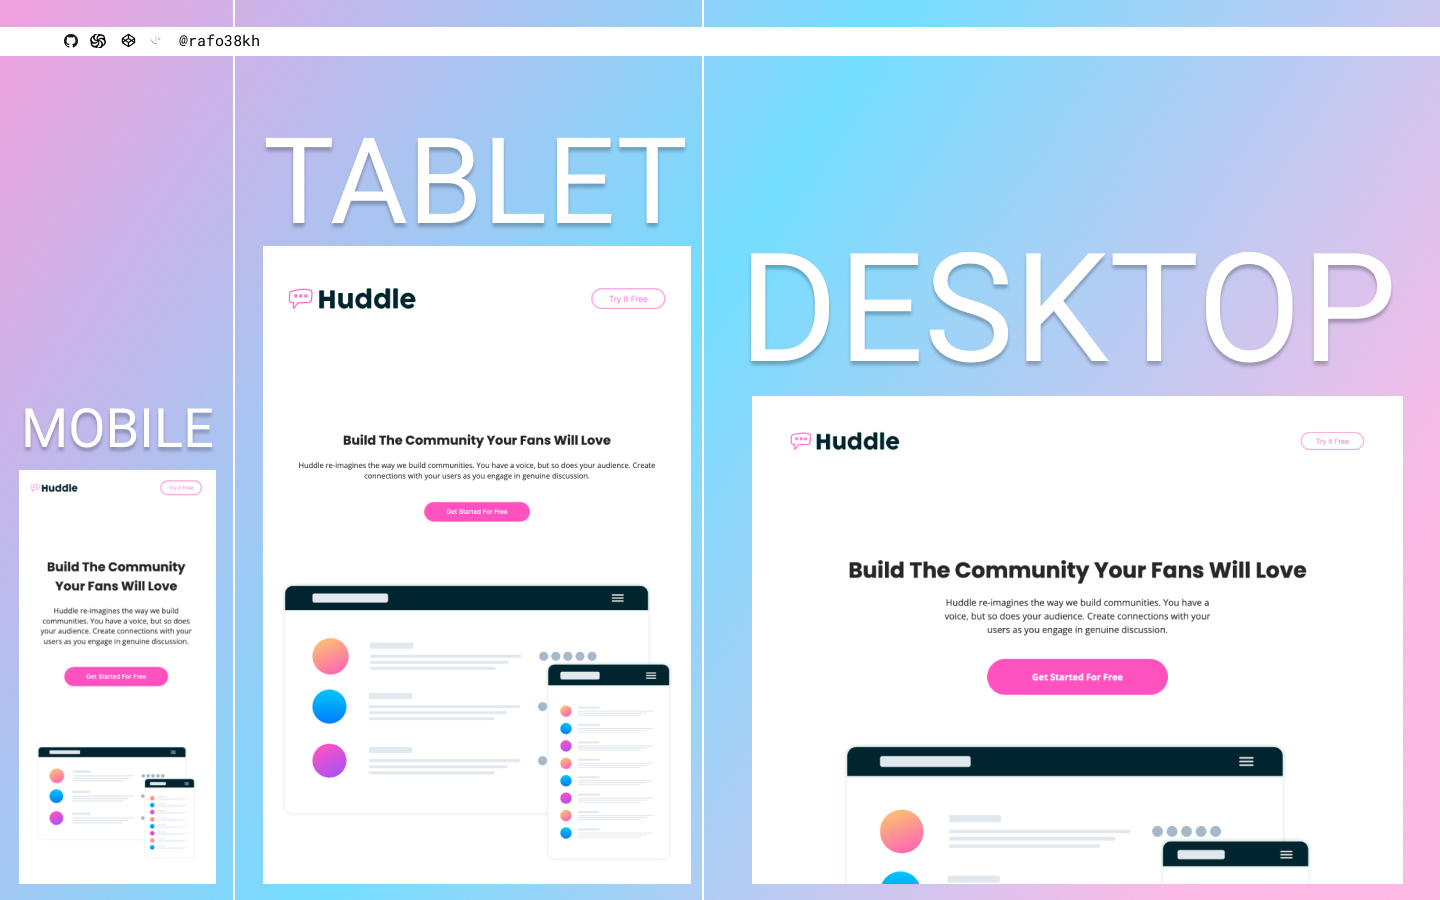 @rafo38kh
MOBILE
Huddle
Try it Free
Build The Community
Your Fans Will Love
Huddle re-imagines the way we build
communities. You have a voice, but so does
your audience. Create connections with your
users as you engage in genuine discussion.
Get Started For Free
TABLET
Huddle
Try it Free
Build The Community Your Fans Will Love
Huddle re-imagines the way we build communities. You have a voice, but so does your audience. Create
connections with your users as you engage in genuine discussion.
Get Started For Free
DESKTOP
Huddle
Try it Free
Build The Community Your Fans Will Love
Huddle re-imagines the way we build communities. You have a
voice, but so does your audience. Create connections with your
users as you engage in genuine discussion.
Get Started For Free